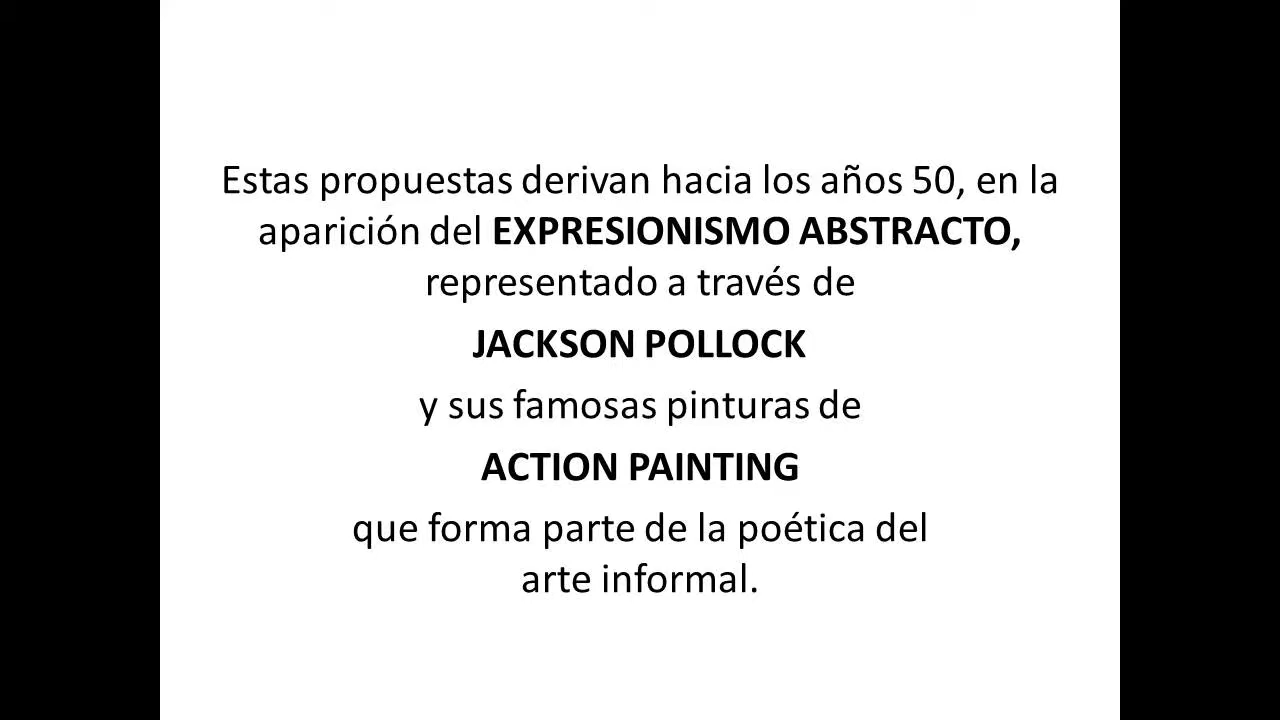 Estas propuestas derivan hacia los años 50, en la
aparición del EXPRESIONISMO ABSTRACTO,
representado a través de
JACKSON POLLOCK
y sus famosas pinturas de
ACTION PAINTING
que forma parte de la poética del
arte informal.